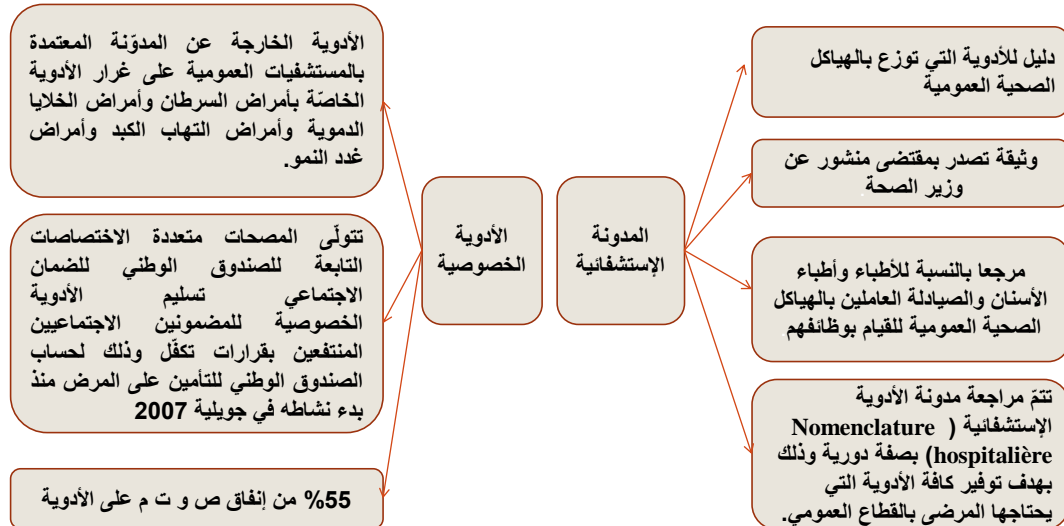 المدونة
الإستشفائية
دليل للأدوية التي توزع بالهياكل
الصحية العمومية
وثيقة تصدر بمقتضى منشور عن
وزير الصحة.
مرجعا بالنسبة للأطباء وأطباء
الأسنان والصيادلة العاملين بالهياكل
الصحية العمومية للقيام بوظائفهم.
تتمّ مراجعة مدونة الأدوية
الإستشفائية ( Nomenclature
hospitalière) بصفة دورية وذلك
بهدف توفير كافة الأدوية التي
يحتاجها المرضى بالقطاع العمومي.
الأدوية
الخصوصية
الأدوية الخارجة عن المدوّنة المعتمدة
بالمستشفيات العمومية على غرار الأدوية
الخاصّة بأمراض السرطان وأمراض الخلايا
الدموية وأمراض التهاب الكبد وأمراض
غدد النمو.
تتولّى المصحات متعددة الاختصاصات
التابعة للصندوق الوطني للضمان
الاجتماعي تسليم الأدوية
الخصوصية للمضمونين الاجتماعيين
المنتفعين بقرارات تكفّل وذلك لحساب
الصندوق الوطني للتأمين على المرض منذ
بدء نشاطه في جويلية 2007
55% من إنفاق ص و ت م على الأدوية